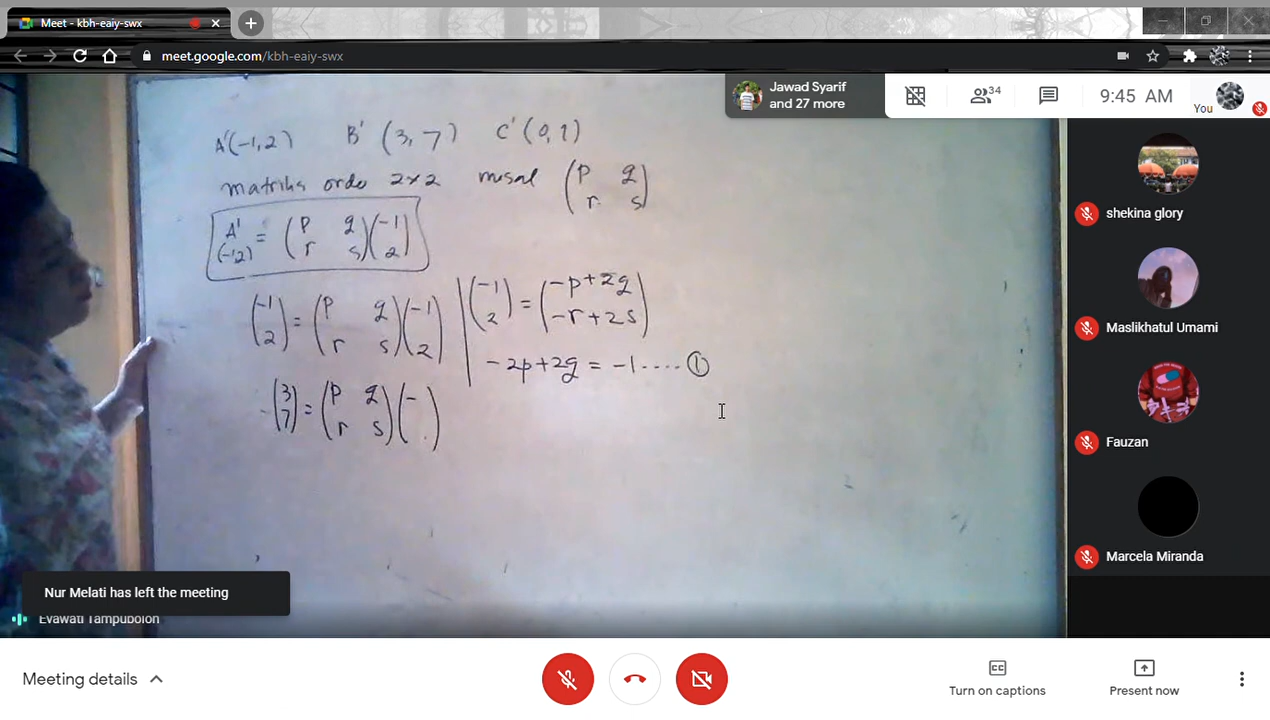 Meet - kbh-eaiy-swx
meet.google.com/kbh-eaiy-swx
Jawad Syarif
and 27 more
34
9:45 AM
You
A'(-1,2) B' (3,7) C' (0,1)
matriks ordo 2x2 misal (p q
r s)
A'
(-1,2) = (p q
r s) (-1
2)
(-1
2) = (p q
r s) (-1
2)
(-1
2) = (-p+2q
-r+2s)
-2p+2q = -1 .... ①
(3
7) = (p q
r s) (-
shekina glory
Maslikhatul Umami
Fauzan
Marcela Miranda
Nur Melati has left the meeting
Evawati Tampubolon
Meeting details
Turn on captions
Present now